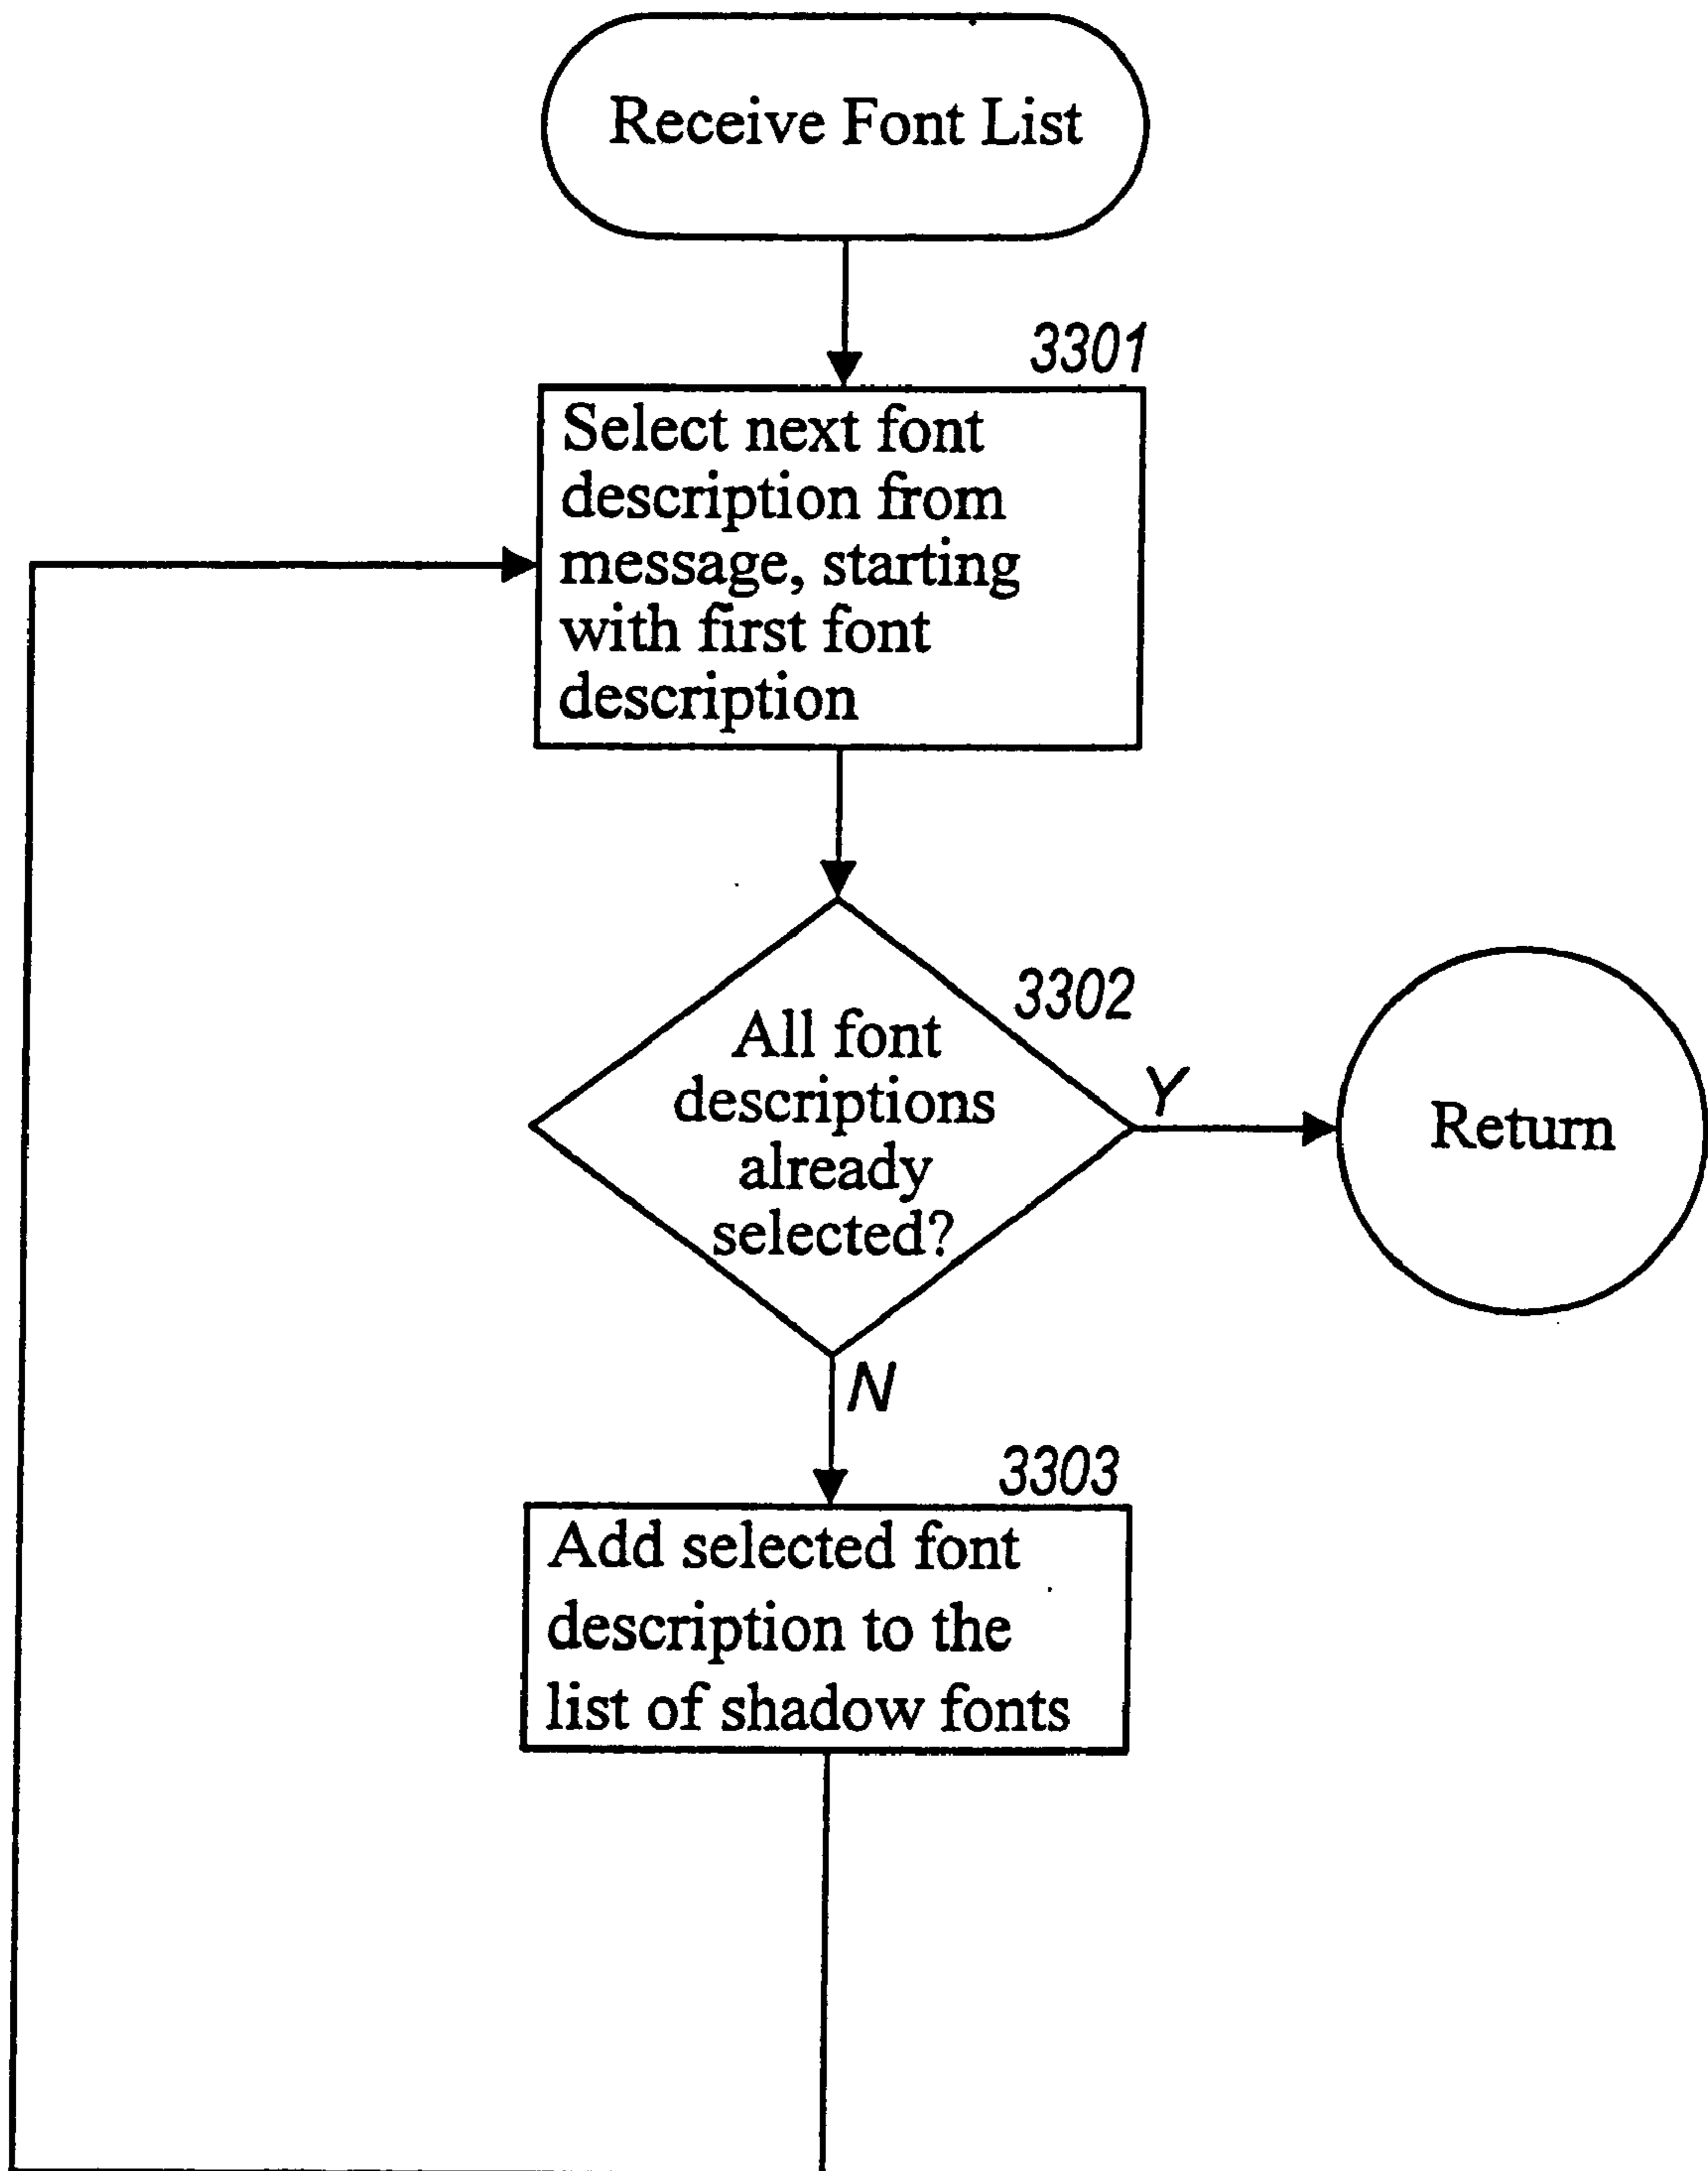 Receive Font List
3301
Select next font
description from
message, starting
with first font
description
3302
All font
descriptions
already
selected?
Y
Return
N
3303
Add selected font
description to the
list of shadow fonts